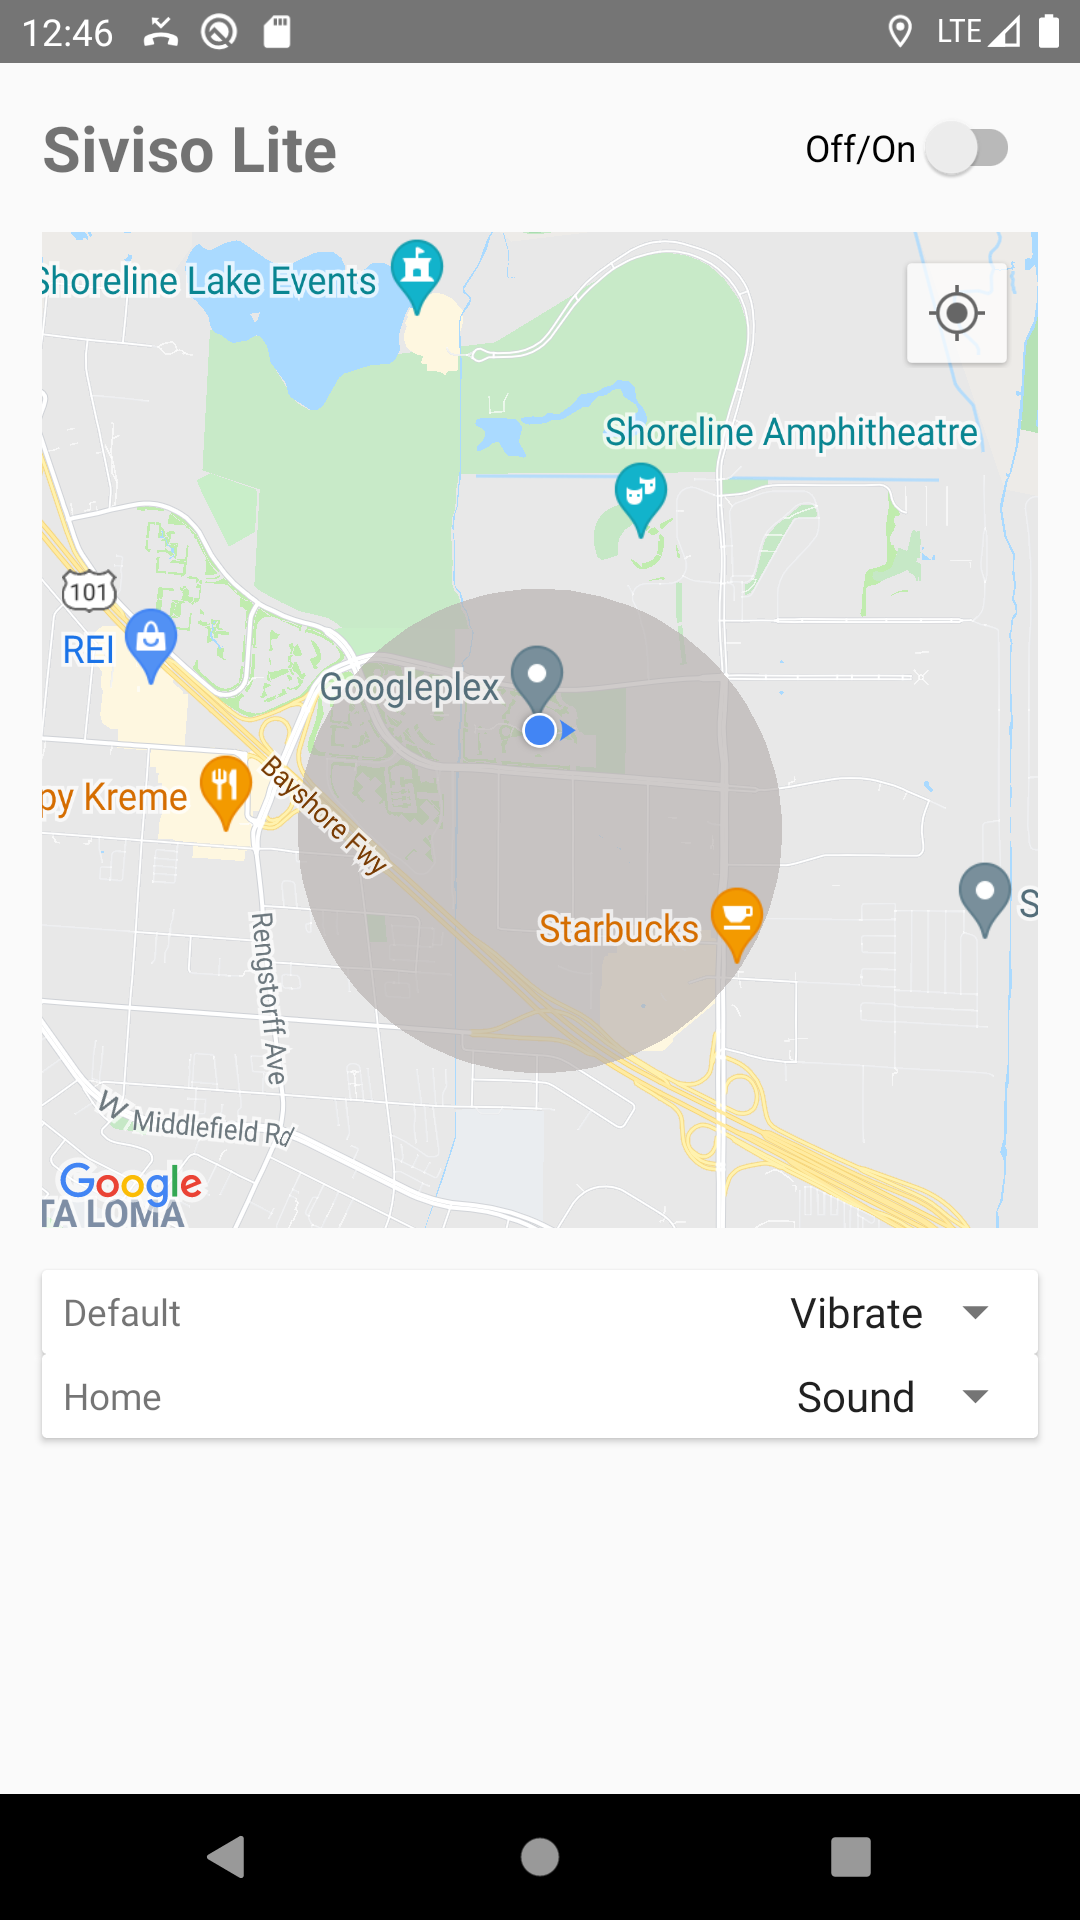 12:46
LTE
Siviso Lite
Off/On
Shoreline Lake Events
Shoreline Amphitheatre
101
REI
Googleplex
py Kreme
Bayshore Fwy
Starbucks
S
Rengstorff Ave
W Middlefield Rd
Google
TA LOMA
Default
Vibrate
Home
Sound